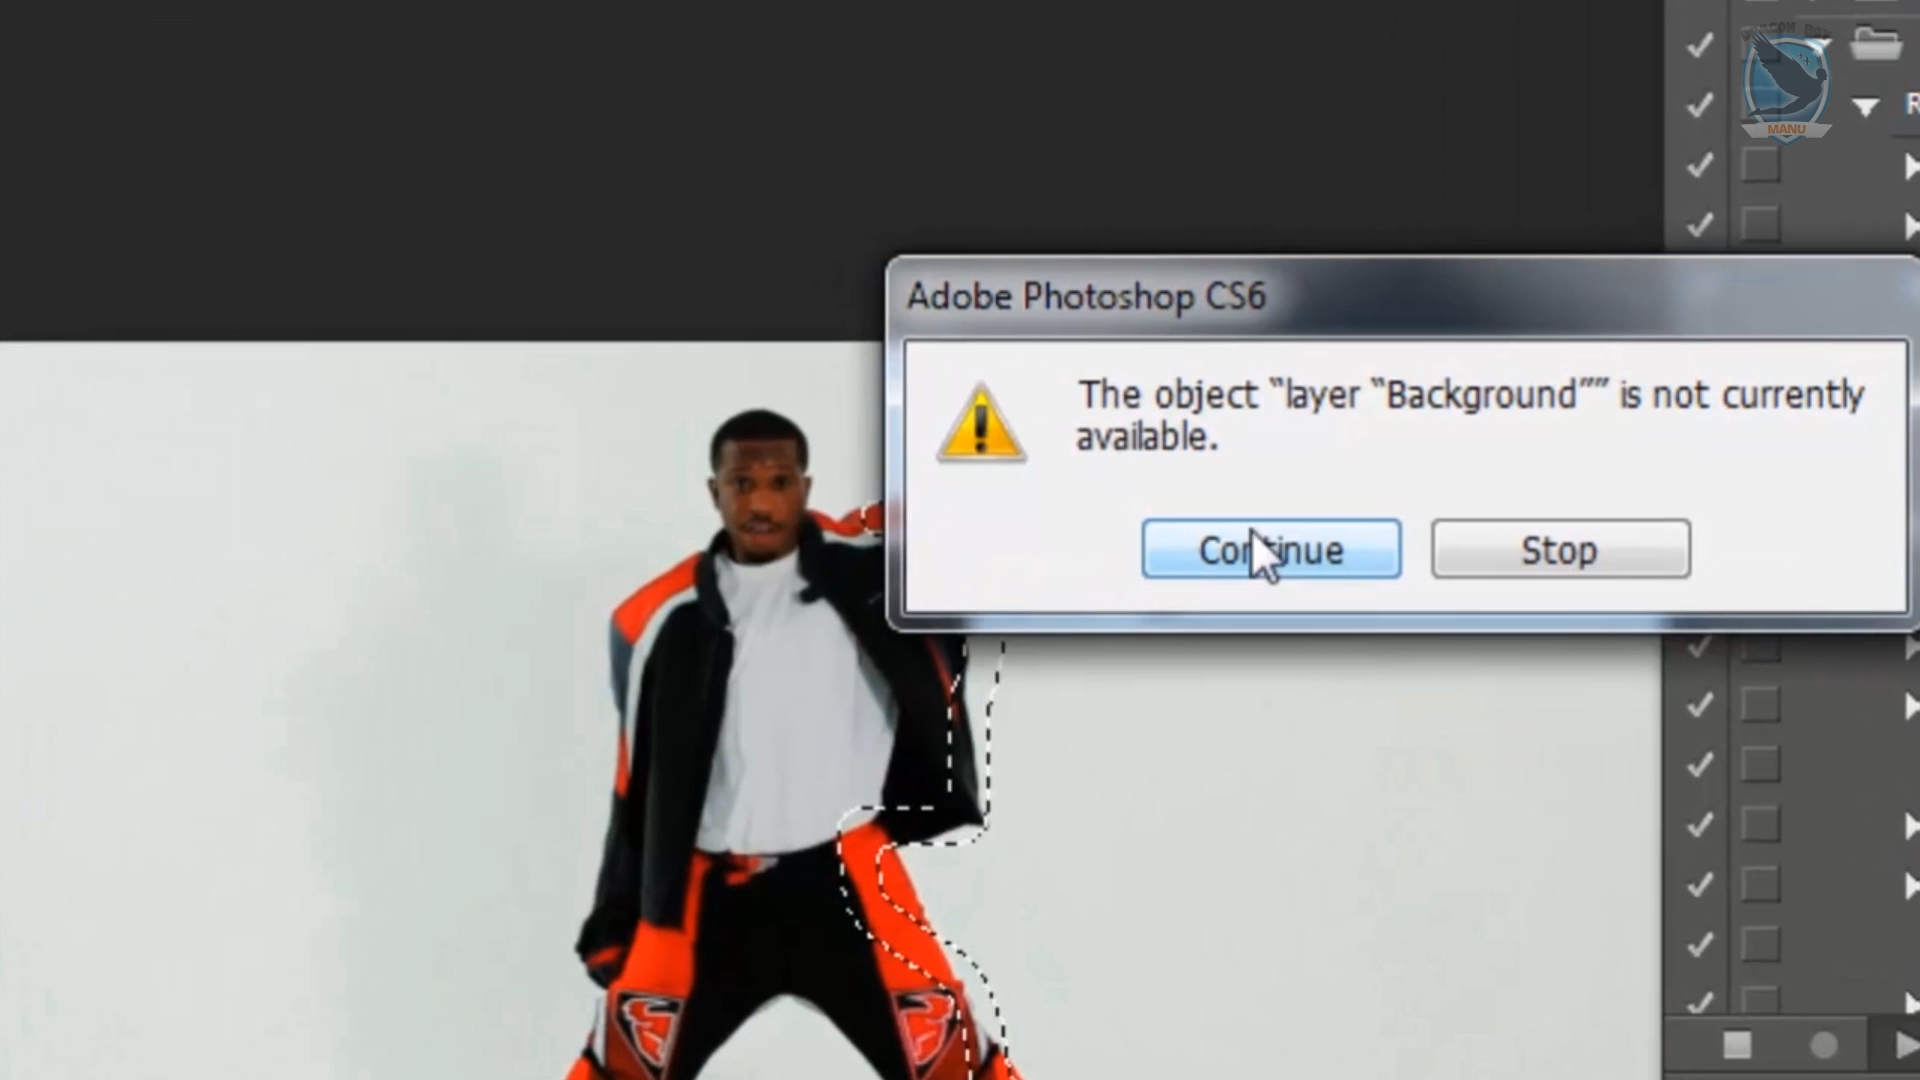 MANU
R
Adobe Photoshop CS6
The object “layer “Background”” is not currently
available.
Continue
Stop